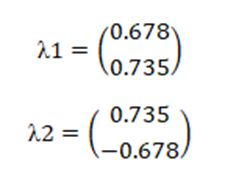 λ1 = (0.678
0.735)
λ2 = (0.735
−0.678)